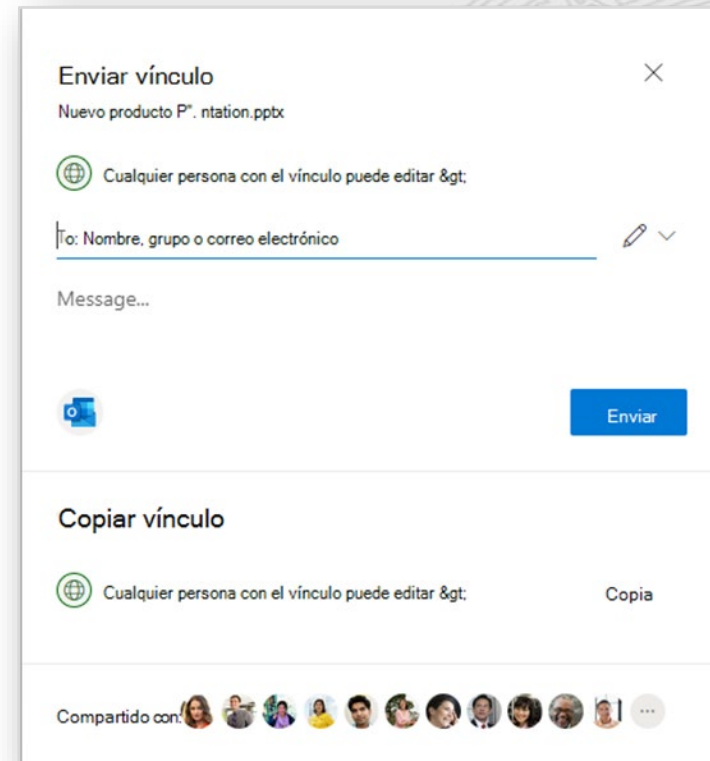 Enviar vínculo
Nuevo producto P". ntation.pptx
Cualquier persona con el vínculo puede editar &gt;
To: Nombre, grupo o correo electrónico
Message...
Enviar
Copiar vínculo
Cualquier persona con el vínculo puede editar &gt;
Copia
Compartido con: